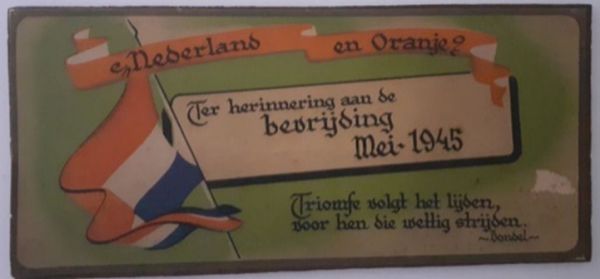 Nederland en Oranje
Ter herinnering aan de
bevrijding
Mei-1945
Triomfe volgt het lijden,
voor hen die wettig strijden.
~Vondel~